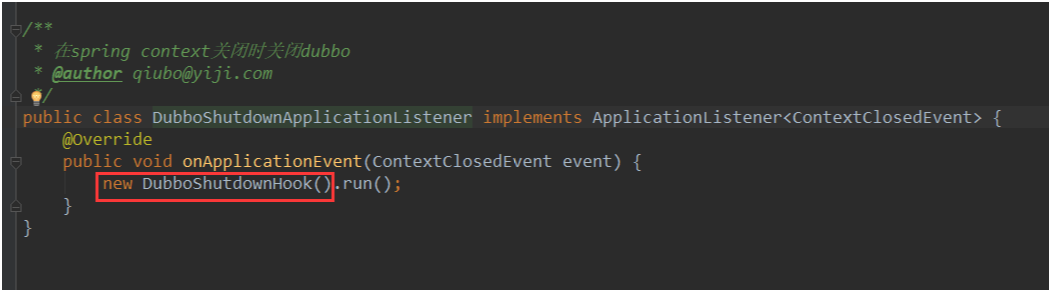 /**
* 在spring context关闭时关闭dubbo
* @author qiubo@yiji.com
*/
public class DubboShutdownApplicationListener implements ApplicationListener<ContextClosedEvent> {
@Override
public void onApplicationEvent(ContextClosedEvent event) {
new DubboShutdownHook().run();
}
}